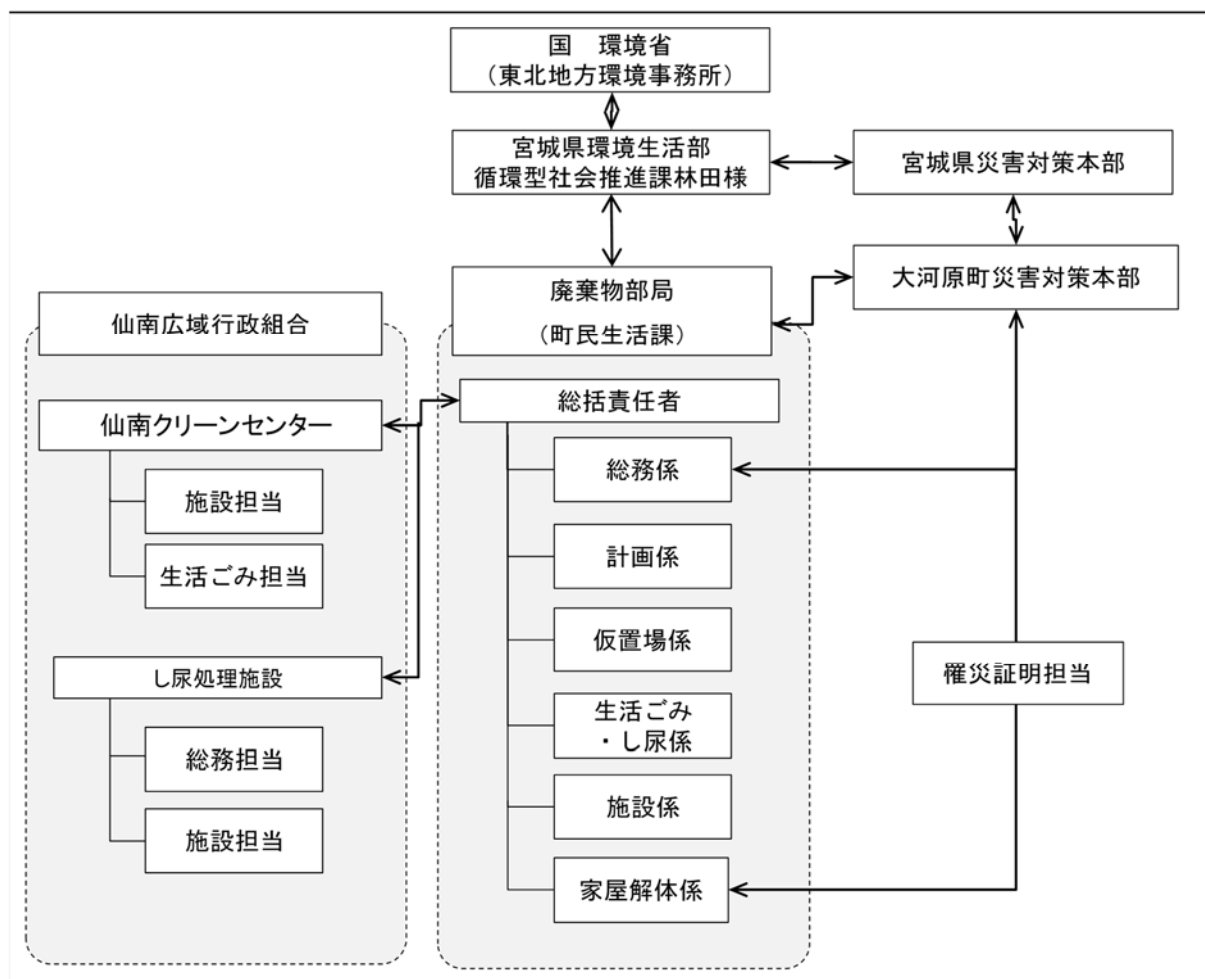 国　環境省
（東北地方環境事務所）
宮城県環境生活部
循環型社会推進課林田様
宮城県災害対策本部
大河原町災害対策本部
廃棄物部局
（町民生活課）
仙南広域行政組合
仙南クリーンセンター
施設担当
生活ごみ担当
し尿処理施設
総務担当
施設担当
総括責任者
総務係
計画係
仮置場係
生活ごみ
・し尿係
施設係
家屋解体係
罹災証明担当